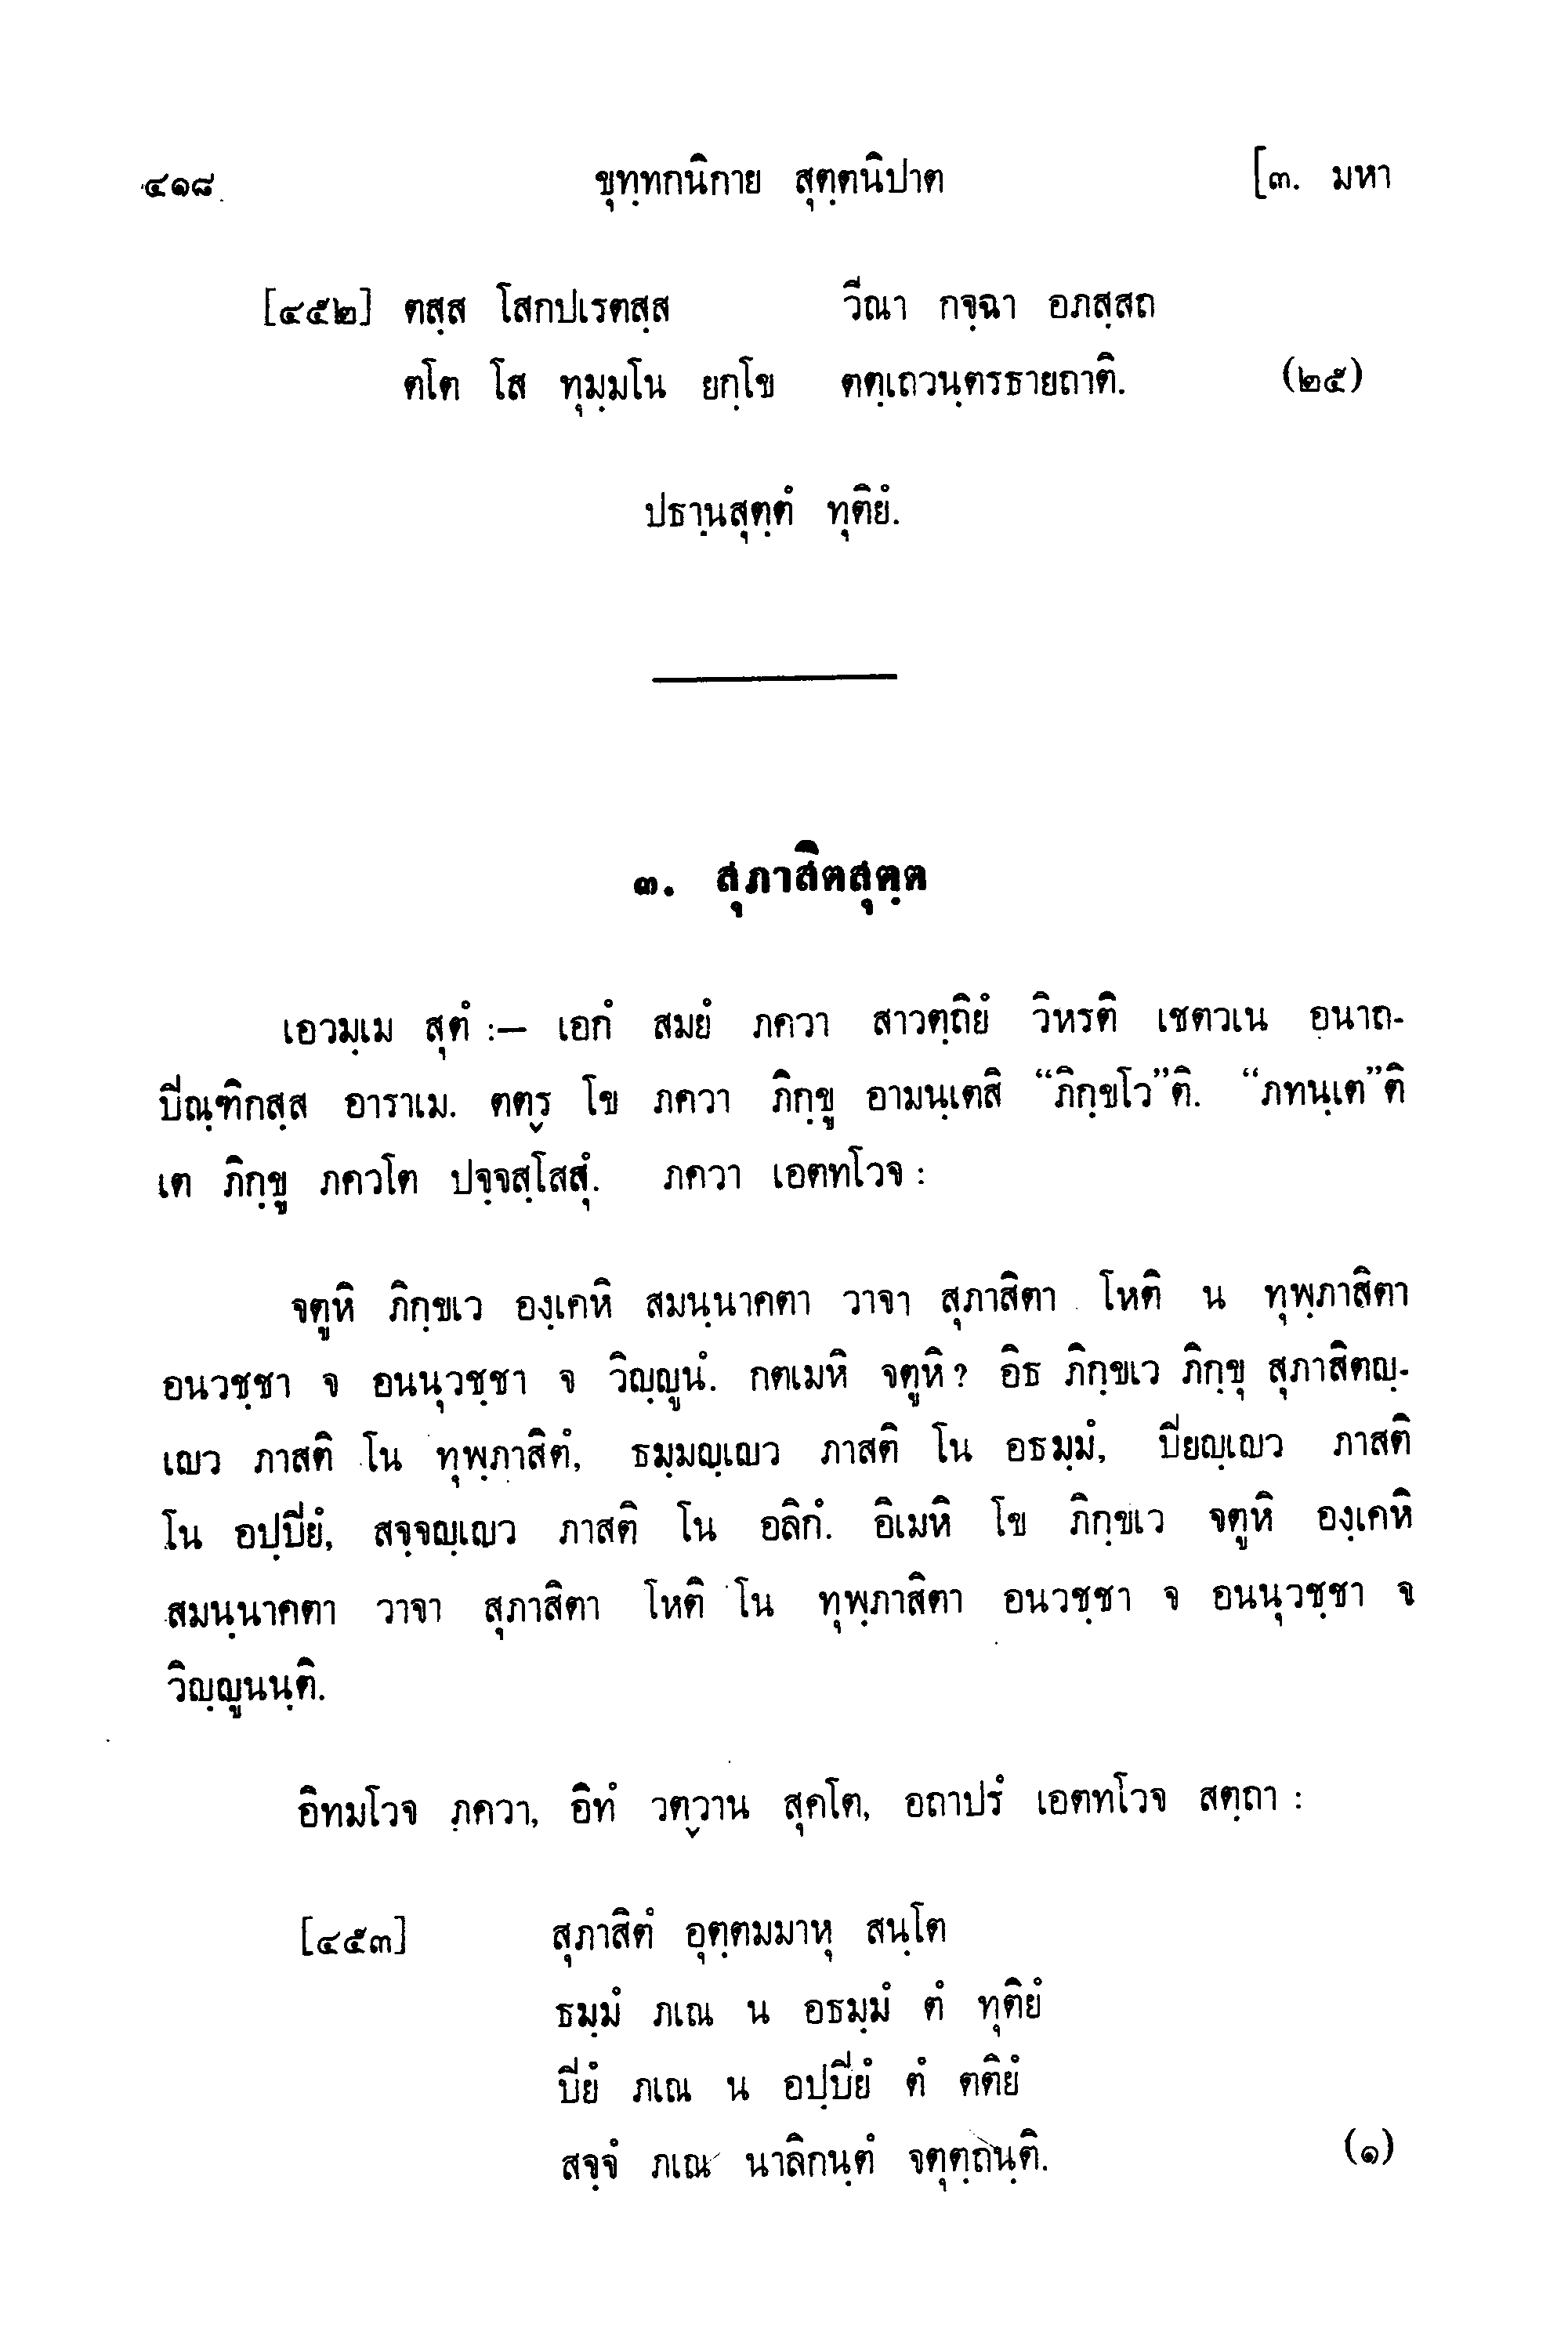 ๔๑๘ ขุทฺทกนิกาย สุตฺตนิปาต [๓. มหา
[๔๕๒] ตสฺส โสกปเรตสฺส วีณา กจฺฉา อภสฺสถ
ตโต โส ทุมฺมโน ยกฺโข ตตฺเถวนฺตรธายถาติ. (๒๕)
ปธานฺสุตฺตํ ทุติยํ.
๓. สุภาสิตสุตฺต
เอวมฺเม สุตํ :— เอกํ สมยํ ภควา สาวตฺถิยํ วิหรติ เชตวเน อนาถ-
ปีณฺฑิกสฺส อาราเม. ตตฺร โข ภควา ภิกฺขู อามนฺเตสิ “ภิกฺขโว”ติ. “ภทนฺเต”ติ
เต ภิกฺขู ภควโต ปจฺจสฺโสสุํ. ภควา เอตทโวจ :
จตูหิ ภิกฺขเว องฺเคหิ สมนฺนาคตา วาจา สุภาสิตา โหติ น ทุพฺภาสิตา
อนวชฺชา จ อนนุวชฺชา จ วิญฺญูนํ. กตเมหิ จตูหิ? อิธ ภิกฺขเว ภิกฺขุ สุภาสิตญฺ-
เญว ภาสติ โน ทุพฺภาสิตํ, ธมฺมญฺเญว ภาสติ โน อธมฺมํ, ปียญฺเญว ภาสติ
โน อปฺปียํ, สจฺจญฺเญว ภาสติ โน อลิกํ. อิเมหิ โข ภิกฺขเว จตูหิ องฺเคหิ
สมนฺนาคตา วาจา สุภาสิตา โหติ โน ทุพฺภาสิตา อนวชฺชา จ อนนุวชฺชา จ
วิญฺญูนนฺติ.
อิทมโวจ ภควา, อิทํ วตฺวาน สุคโต, อถาปรํ เอตทโวจ สตฺถา :
[๔๕๓] สุภาสิตํ อุตฺตมมาหุ สนฺโต
ธมฺมํ ภเณ น อธมฺมํ ตํ ทุติยํ
ปียํ ภเณ น อปฺปียํ ตํ ตติยํ
สจฺจํ ภเณ นาลิกนฺตํ จตุตฺถนฺติ. (๑)